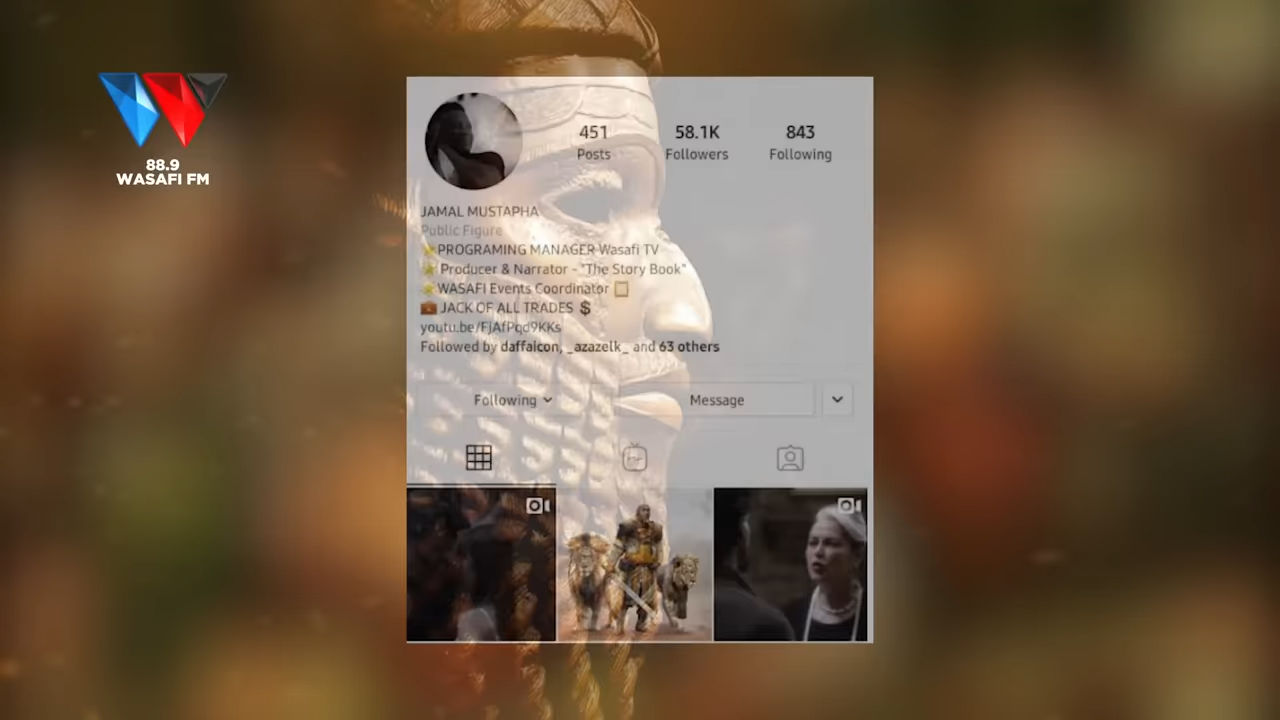 88.9
WASAFI FM
451 58.1K 843
Posts Followers Following
JAMAL MUSTAPHA
Public Figure
PROGRAMING MANAGER Wasafi TV
Producer & Narrator - "The Story Book"
WASAFI Events Coordinator
JACK OF ALL TRADES $
youtu.be/FjAfPqd9KKs
Followed by daffaicon, _azazelk_ and 63 others
Following Message